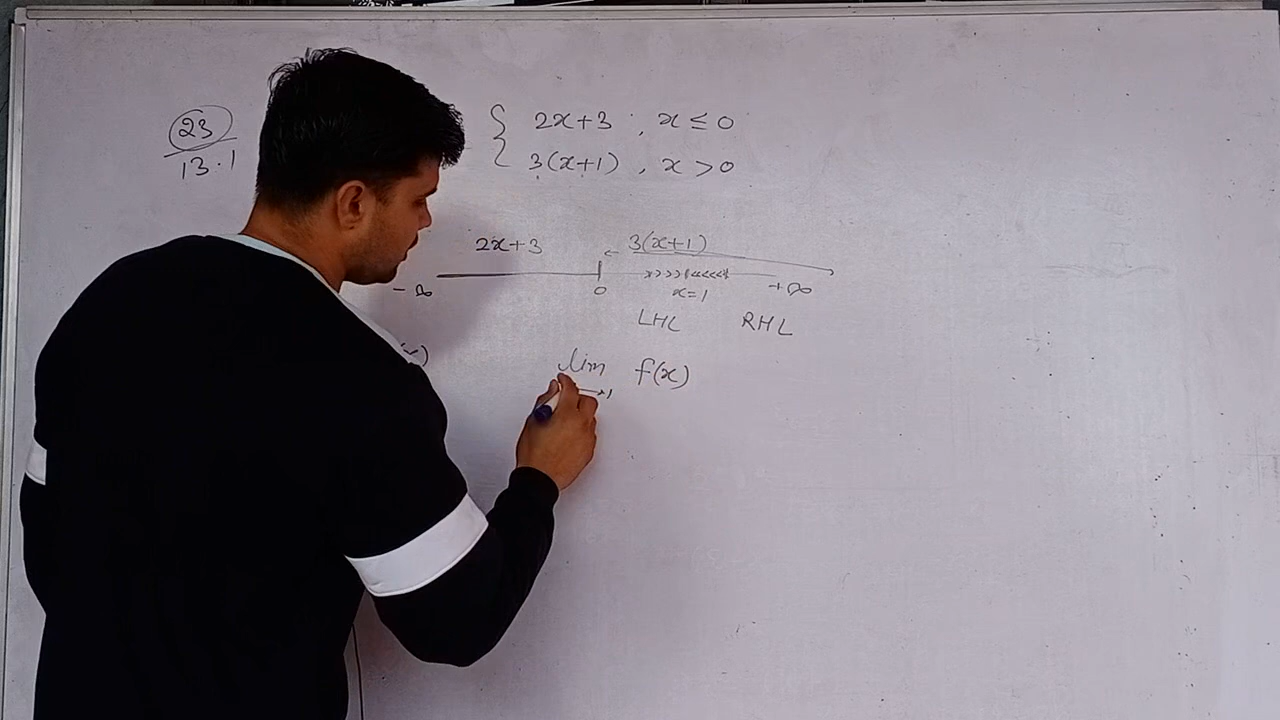 23
13.1
2x+3 , x ≤ 0
3(x+1) , x > 0
2x+3
3(x+1)
- ∞
0
x=1
+∞
LHL RHL
lim f(x)
→1